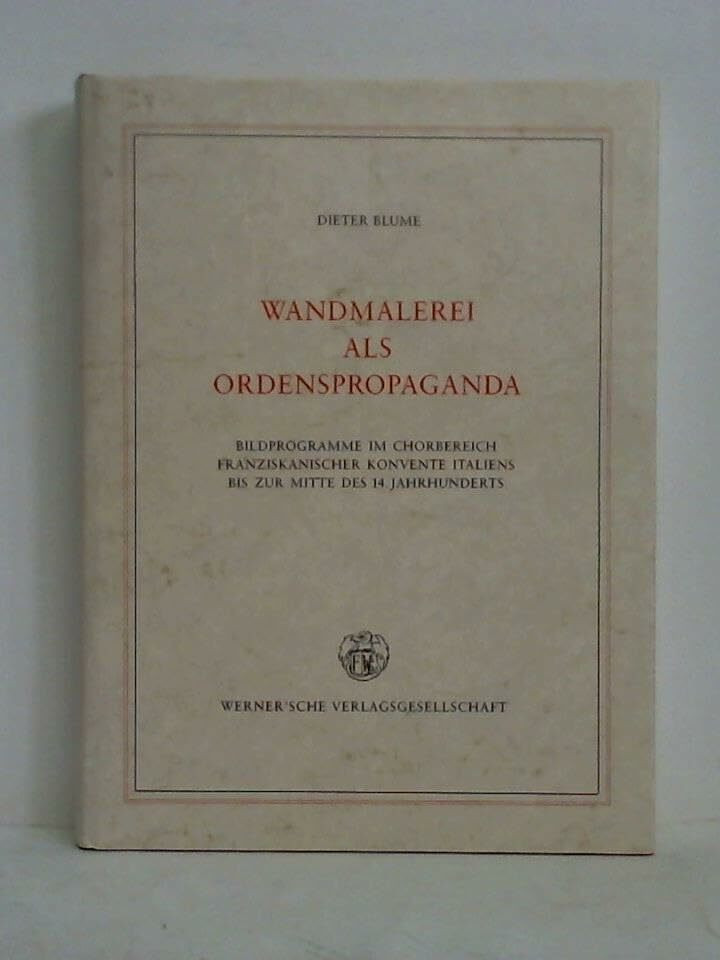 DIETER BLUME
WANDMALEREI
ALS
ORDENSPROPAGANDA
BILDPROGRAMME IM CHORBEREICH
FRANZISKANISCHER KONVENTE ITALIENS
BIS ZUR MITTE DES 14. JAHRHUNDERTS
WERNER'SCHE VERLAGSGESELLSCHAFT